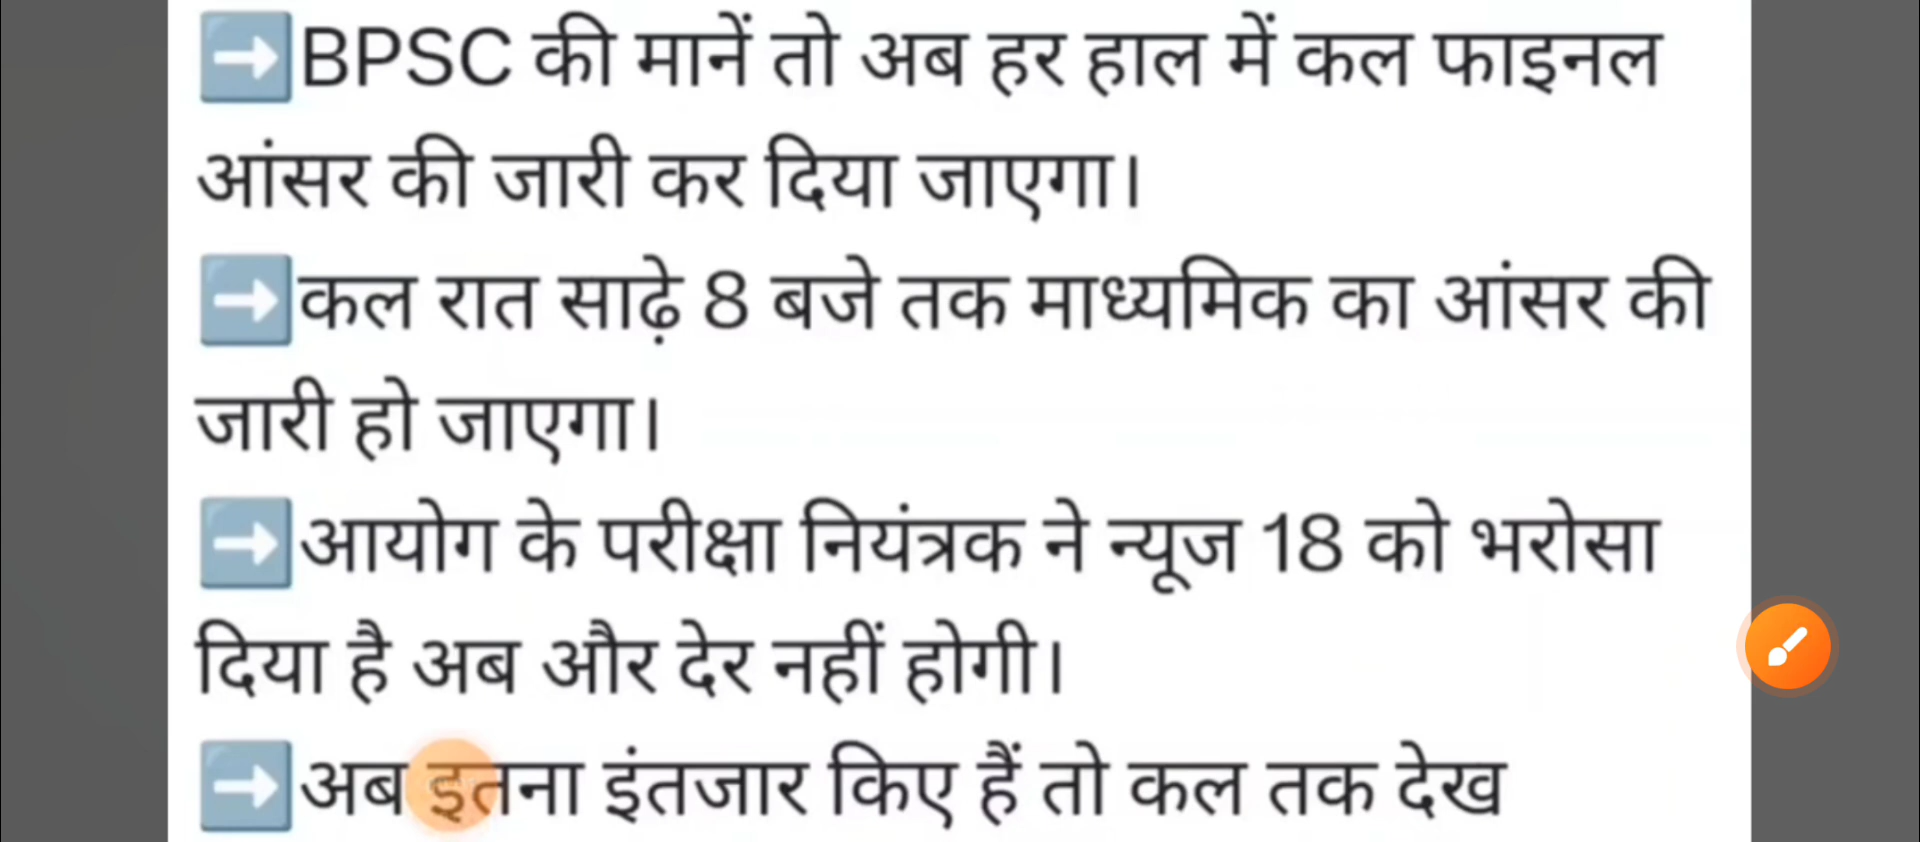 ➡️BPSC की मानें तो अब हर हाल में कल फाइनल
आंसर की जारी कर दिया जाएगा।
➡️कल रात साढ़े 8 बजे तक माध्यमिक का आंसर की
जारी हो जाएगा।
➡️आयोग के परीक्षा नियंत्रक ने न्यूज 18 को भरोसा
दिया है अब और देर नहीं होगी।
➡️अब इतना इंतजार किए हैं तो कल तक देख